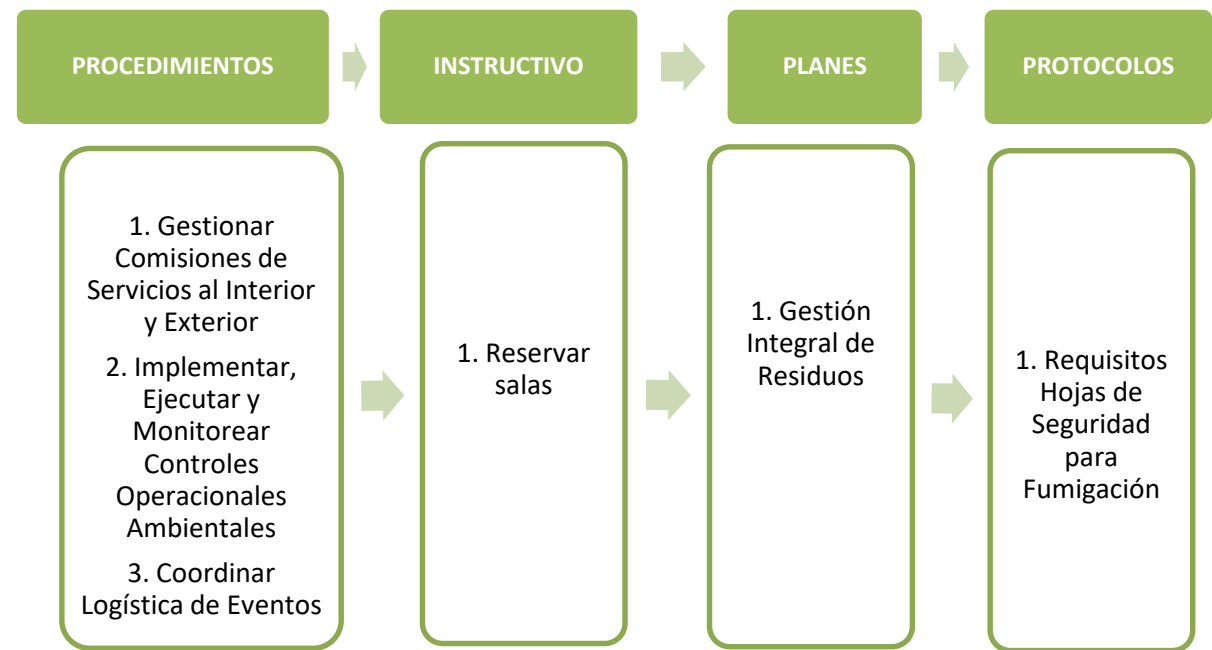 PROCEDIMIENTOS
INSTRUCTIVO
PLANES
PROTOCOLOS
1. Gestionar
Comisiones de
Servicios al Interior
y Exterior
2. Implementar,
Ejecutar y
Monitorear
Controles
Operacionales
Ambientales
3. Coordinar
Logística de Eventos
1. Reservar
salas
1. Gestión
Integral de
Residuos
1. Requisitos
Hojas de
Seguridad
para
Fumigación